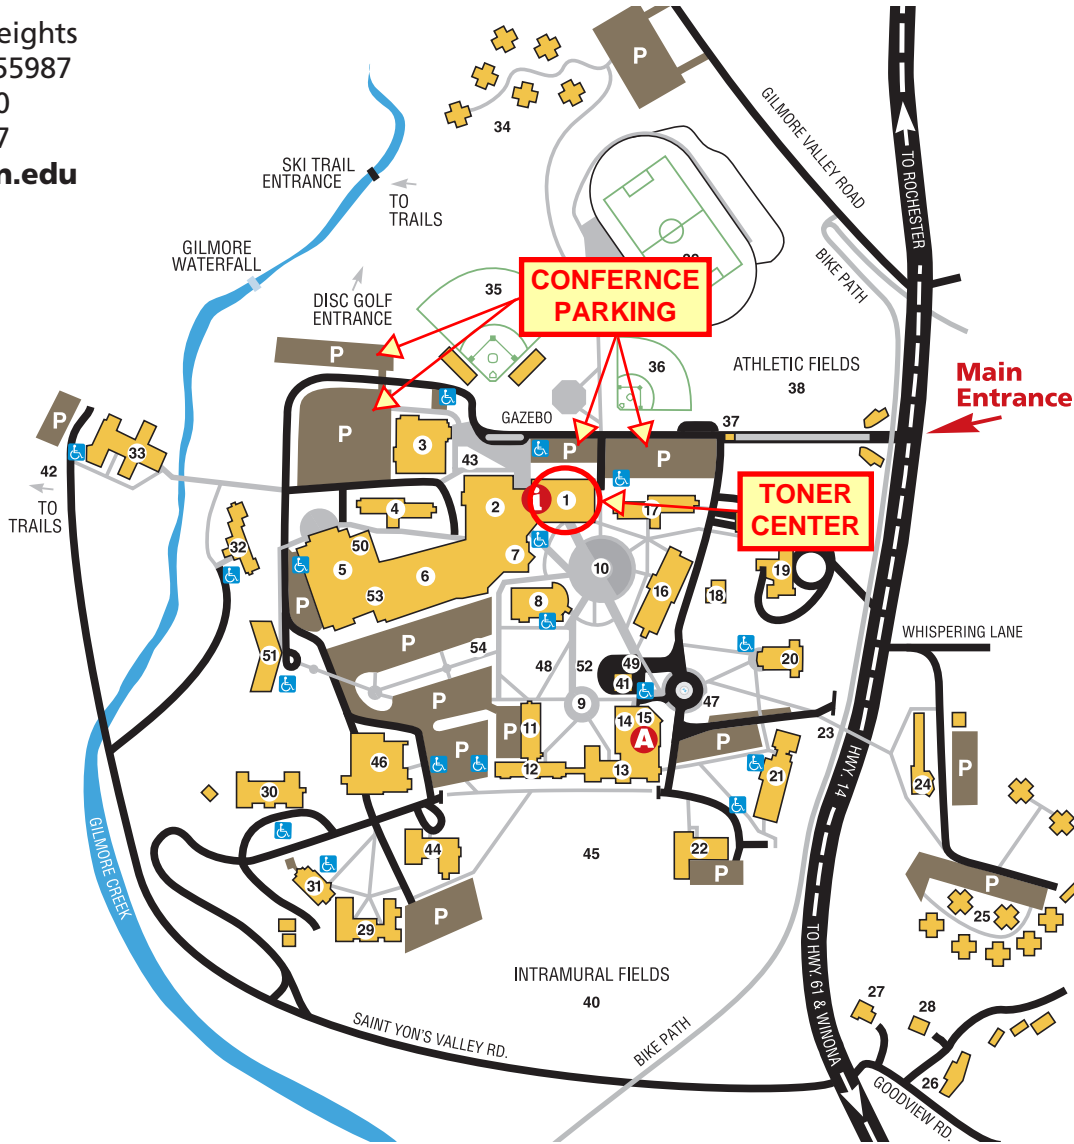 eights
55987
0
7
n.edu
P
34
GILMORE VALLEY ROAD
TO ROCHESTER
SKI TRAIL
ENTRANCE
TO
TRAILS
GILMORE
WATERFALL
BIKE PATH
DISC GOLF
ENTRANCE
35
CONFERNCE
PARKING
P
36
ATHLETIC FIELDS
38
Main
Entrance
P
GAZEBO
37
P
3
43
P
P
33
42
TO
TRAILS
4
2
i
1
17
TONER
CENTER
32
50
5
53
6
7
10
16
19
18
8
P
P
54
48
52
49
41
20
WHISPERING LANE
51
9
47
P
11
14
15
A
P
23
HWY. 14
P
P
46
12
13
21
24
P
30
44
45
22
P
31
29
P
P
25
GILMORE CREEK
INTRAMURAL FIELDS
40
TO HWY. 61 & WINONA
27
28
SAINT YON'S VALLEY RD.
BIKE PATH
26
GOODVIEW RD.